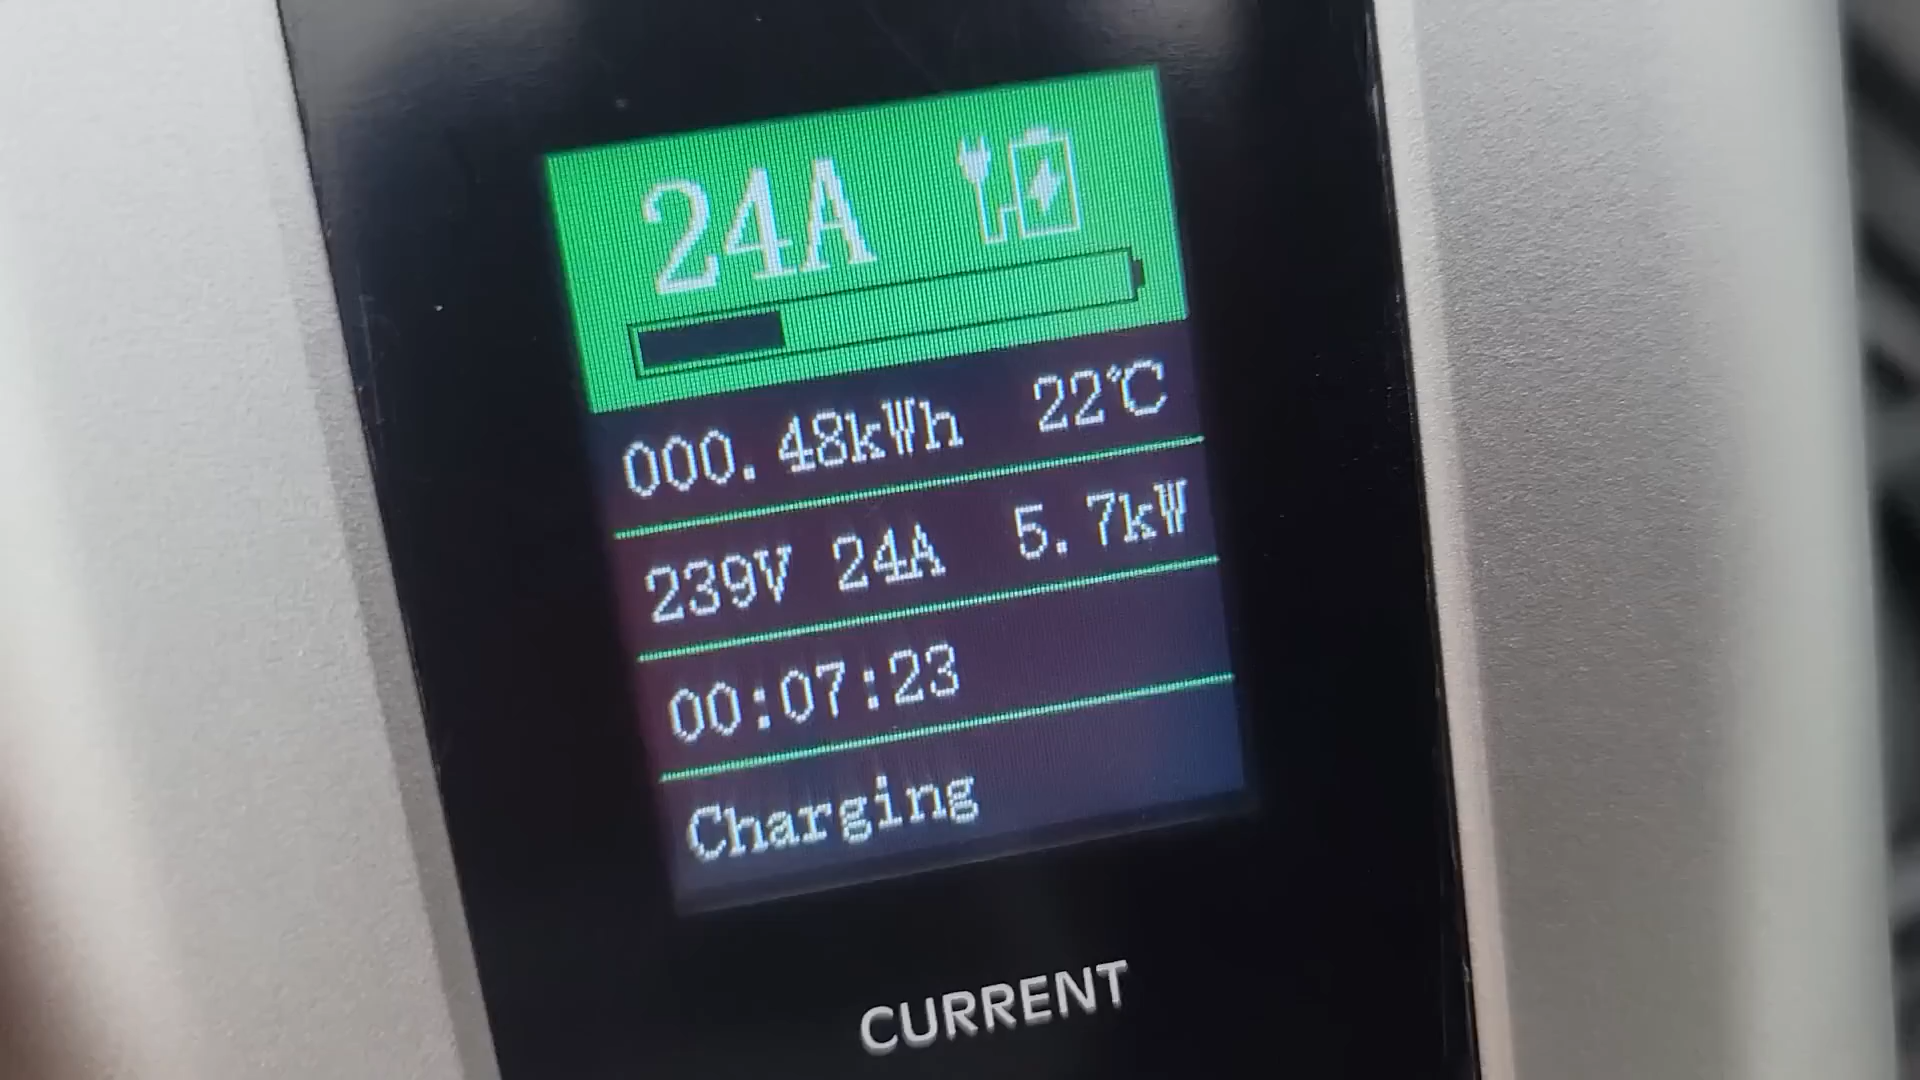 24A
000.48kWh 22℃
239V 24A 5.7kW
00:07:23
Charging
CURRENT